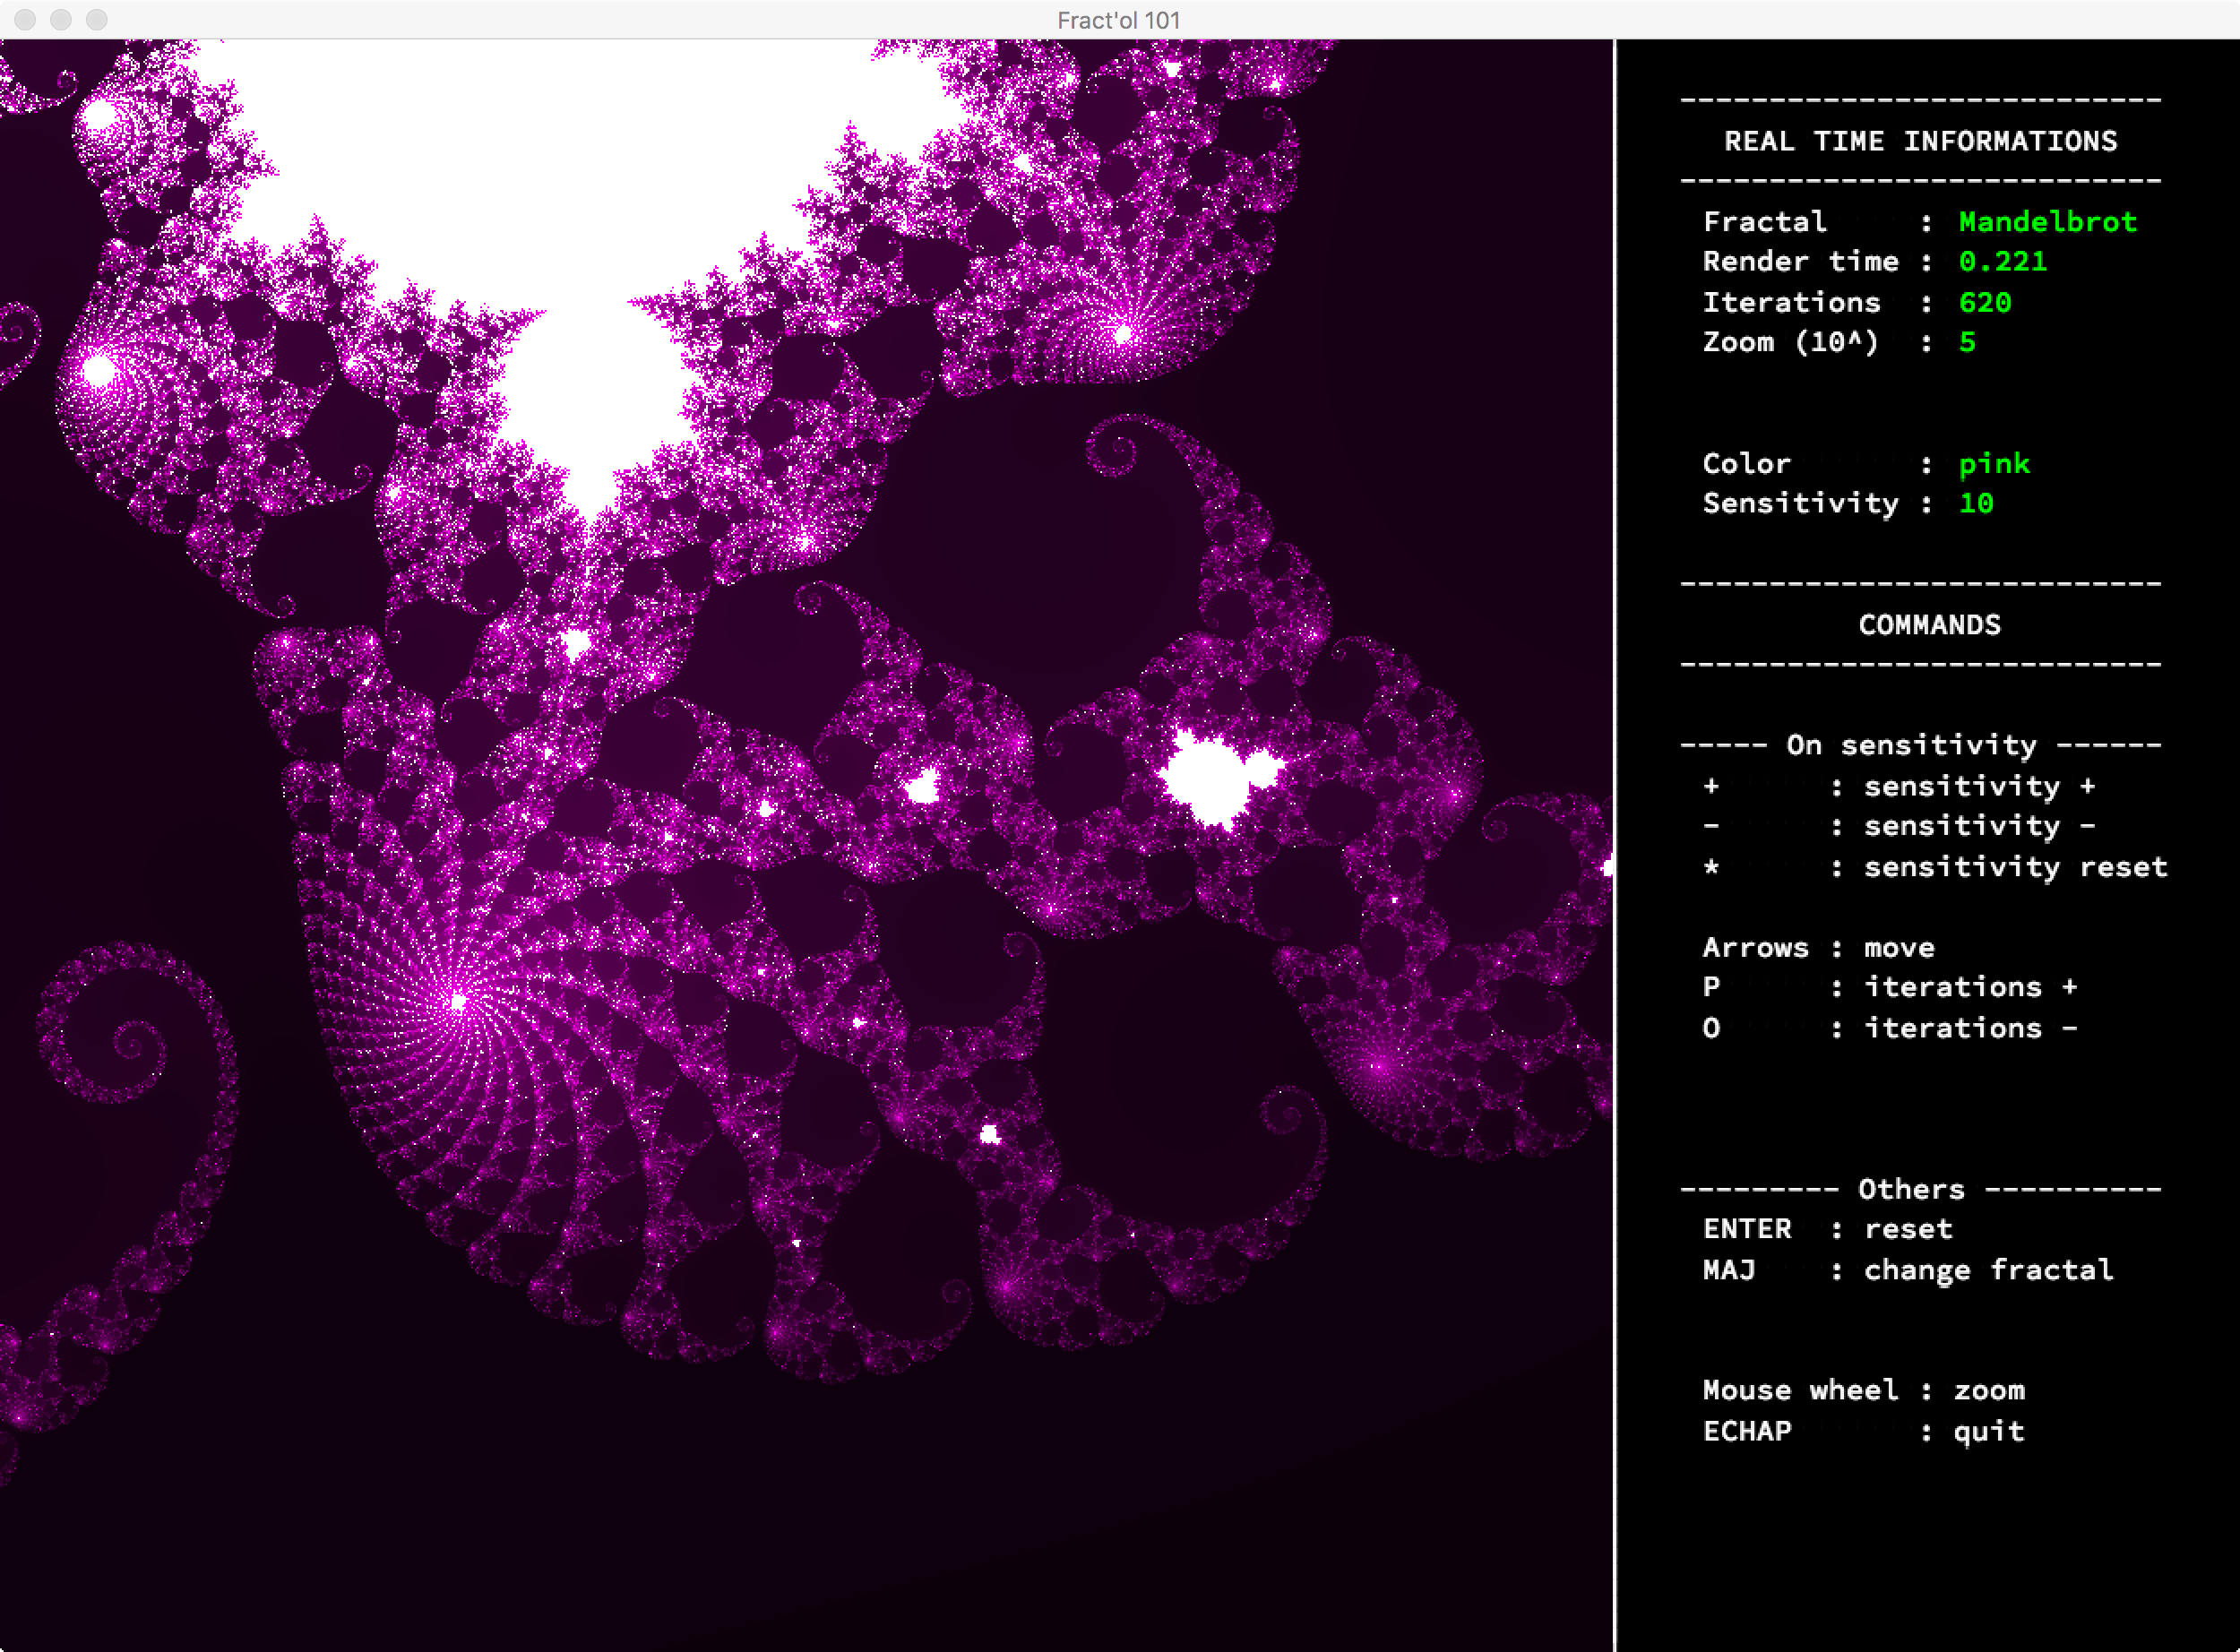 Fract'ol 101
---------------------------
REAL TIME INFORMATIONS
---------------------------
Fractal : Mandelbrot
Render time : 0.221
Iterations : 620
Zoom (10^) : 5
Color : pink
Sensitivity : 10
---------------------------
COMMANDS
---------------------------
----- On sensitivity ------
+ : sensitivity +
- : sensitivity -
* : sensitivity reset
Arrows : move
P : iterations +
O : iterations -
--------- Others ----------
ENTER : reset
MAJ : change fractal
Mouse wheel : zoom
ECHAP : quit